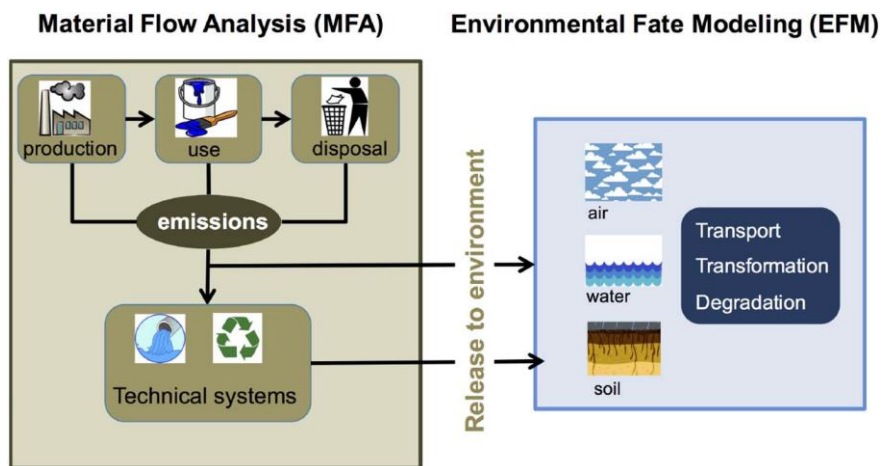 Material Flow Analysis (MFA)
Environmental Fate Modeling (EFM)
production
use
disposal
emissions
Technical systems
Release to environment
air
water
soil
Transport
Transformation
Degradation